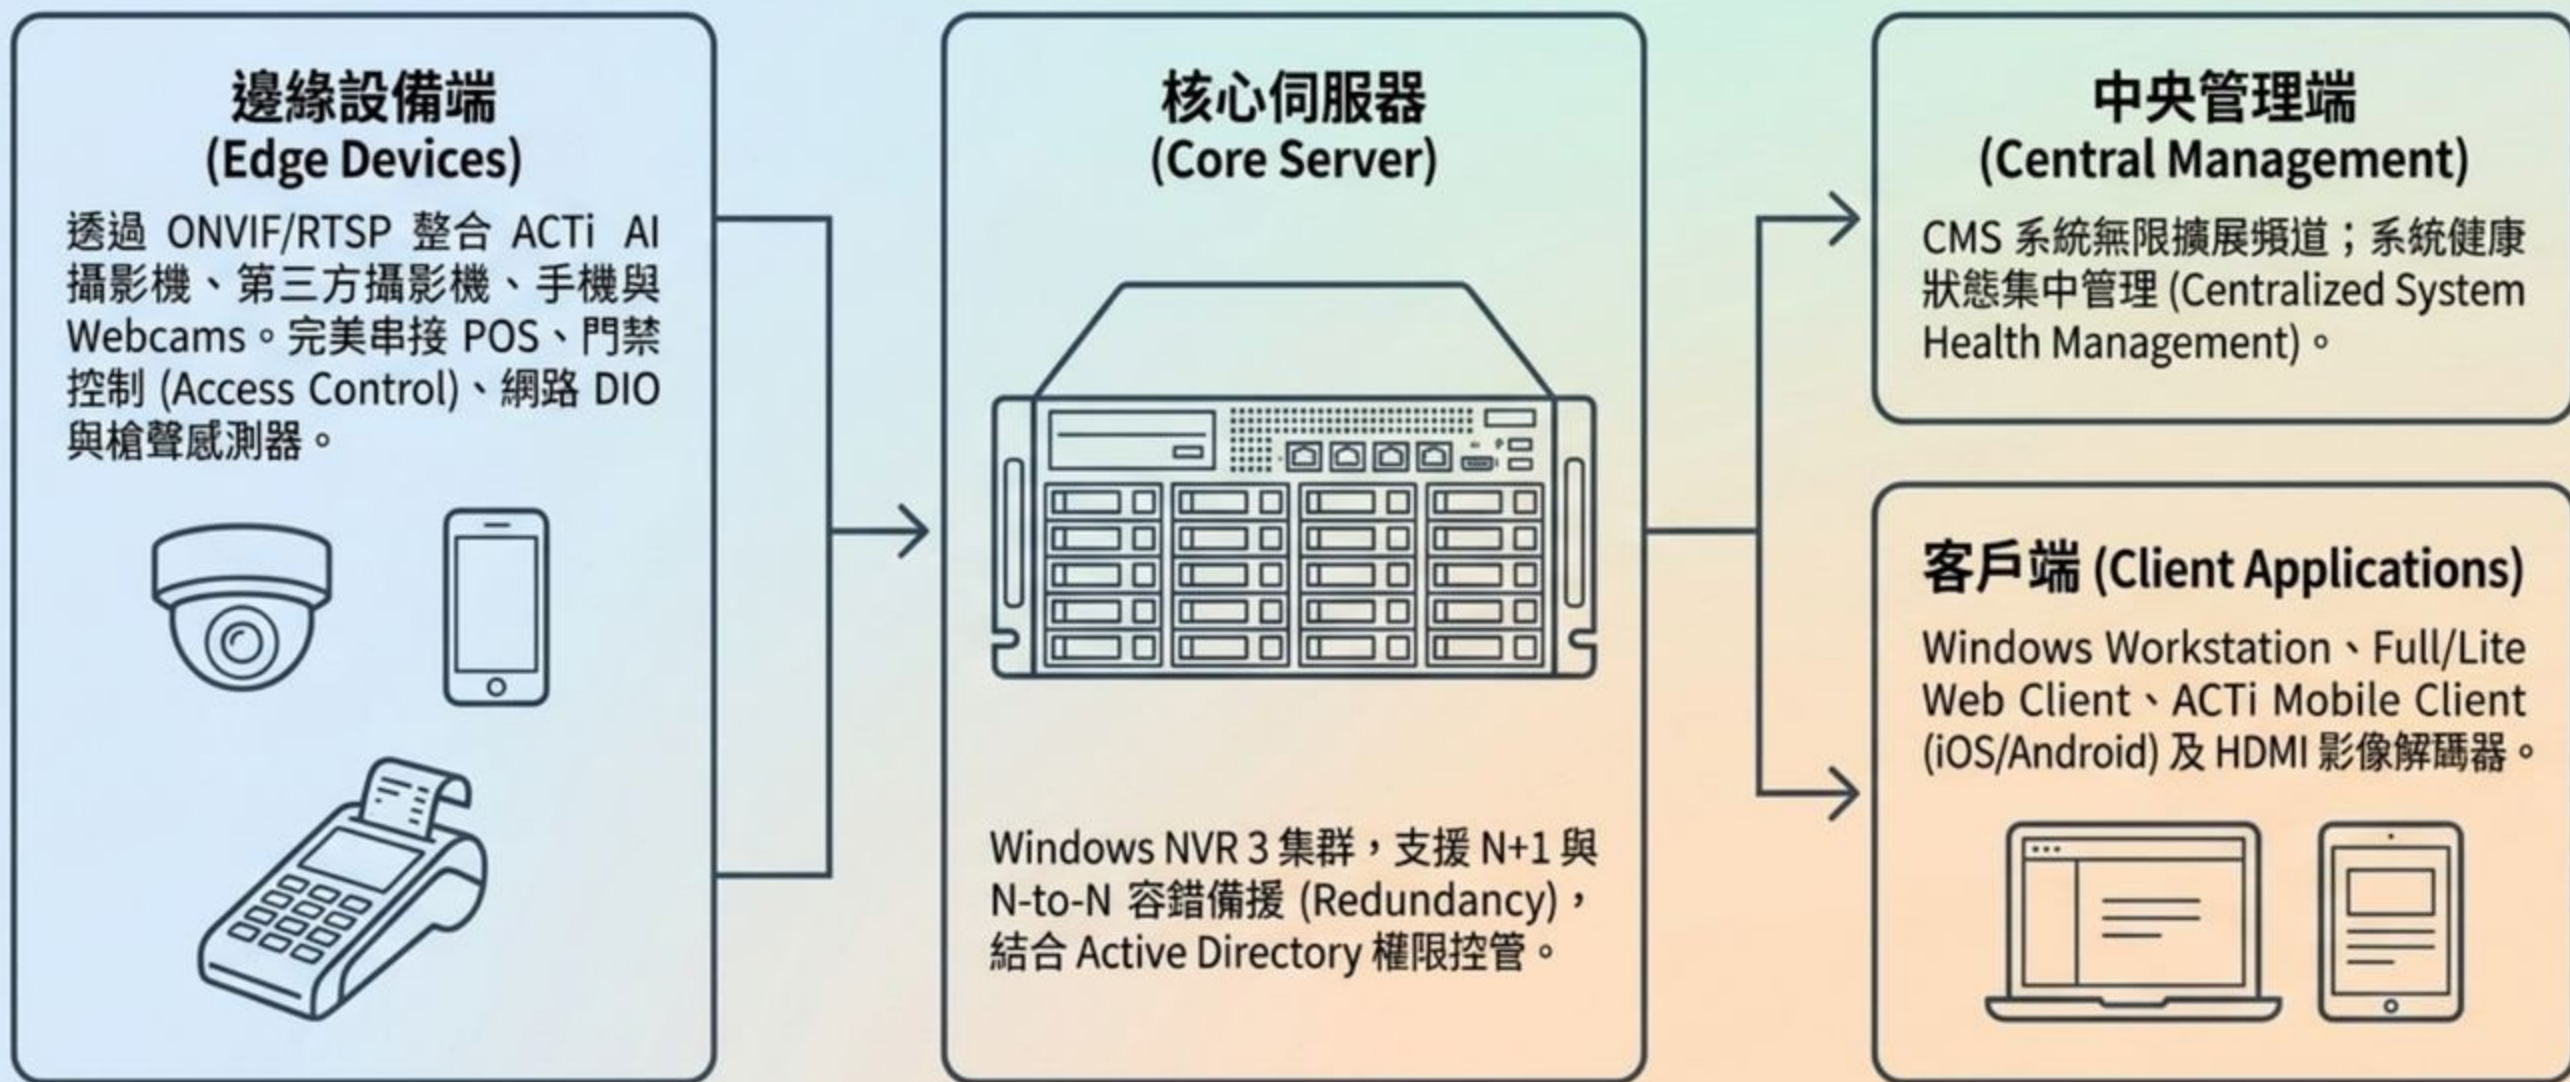 邊緣設備端
(Edge Devices)
透過 ONVIF/RTSP 整合 ACTi AI
攝影機、第三方攝影機、手機與
Webcams。完美串接 POS、門禁
控制 (Access Control)、網路 DIO
與槍聲感測器。
核心伺服器
(Core Server)
Windows NVR 3 集群，支援 N+1 與
N-to-N 容錯備援 (Redundancy)，
結合 Active Directory 權限控管。
中央管理端
(Central Management)
CMS 系統無限擴展頻道；系統健康
狀態集中管理 (Centralized System
Health Management)。
客戶端 (Client Applications)
Windows Workstation、Full/Lite
Web Client、ACTi Mobile Client
(iOS/Android) 及 HDMI 影像解碼器。